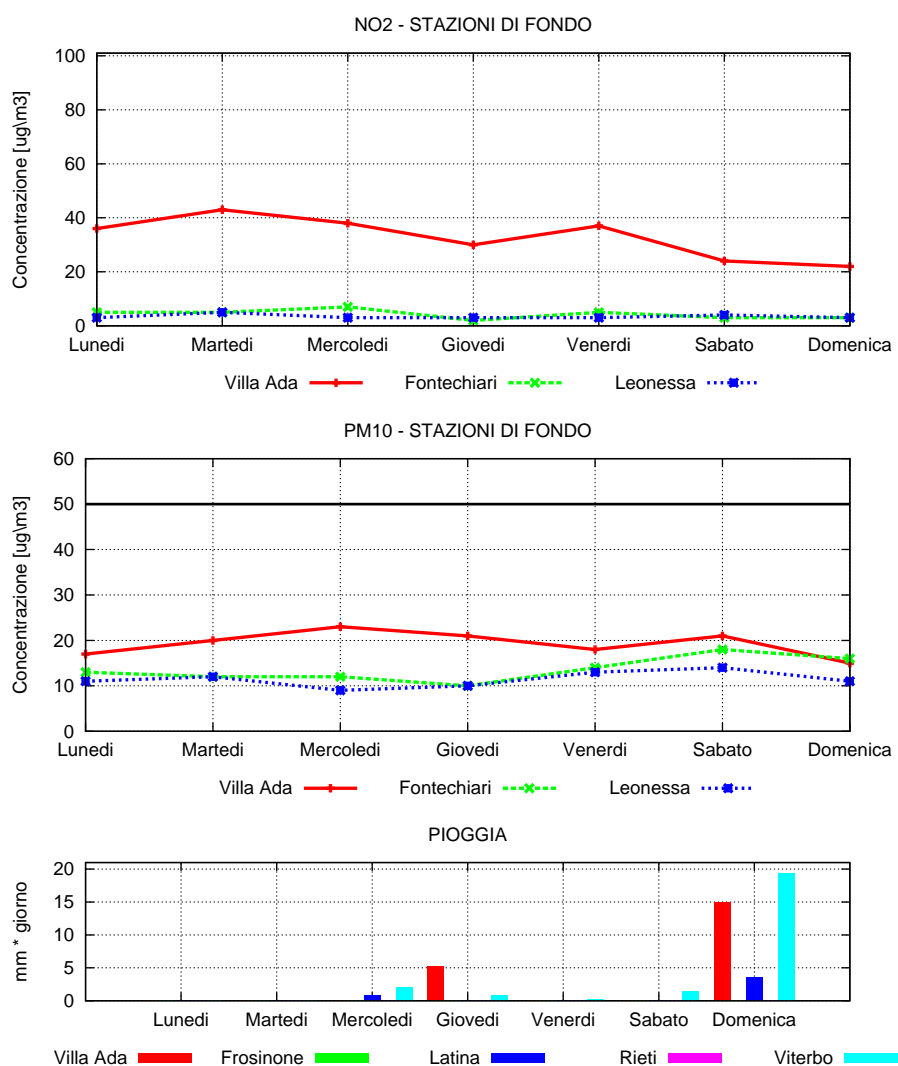 NO2 - STAZIONI DI FONDO
100
80
60
40
20
0
Concentrazione [ug\m3]
Lunedi Martedi Mercoledi Giovedi Venerdi Sabato Domenica
Villa Ada Fontechiari Leonessa
PM10 - STAZIONI DI FONDO
60
50
40
30
20
10
0
Concentrazione [ug\m3]
Lunedi Martedi Mercoledi Giovedi Venerdi Sabato Domenica
Villa Ada Fontechiari Leonessa
PIOGGIA
20
15
10
5
0
mm * giorno
Lunedi Martedi Mercoledi Giovedi Venerdi Sabato Domenica
Villa Ada Frosinone Latina Rieti Viterbo